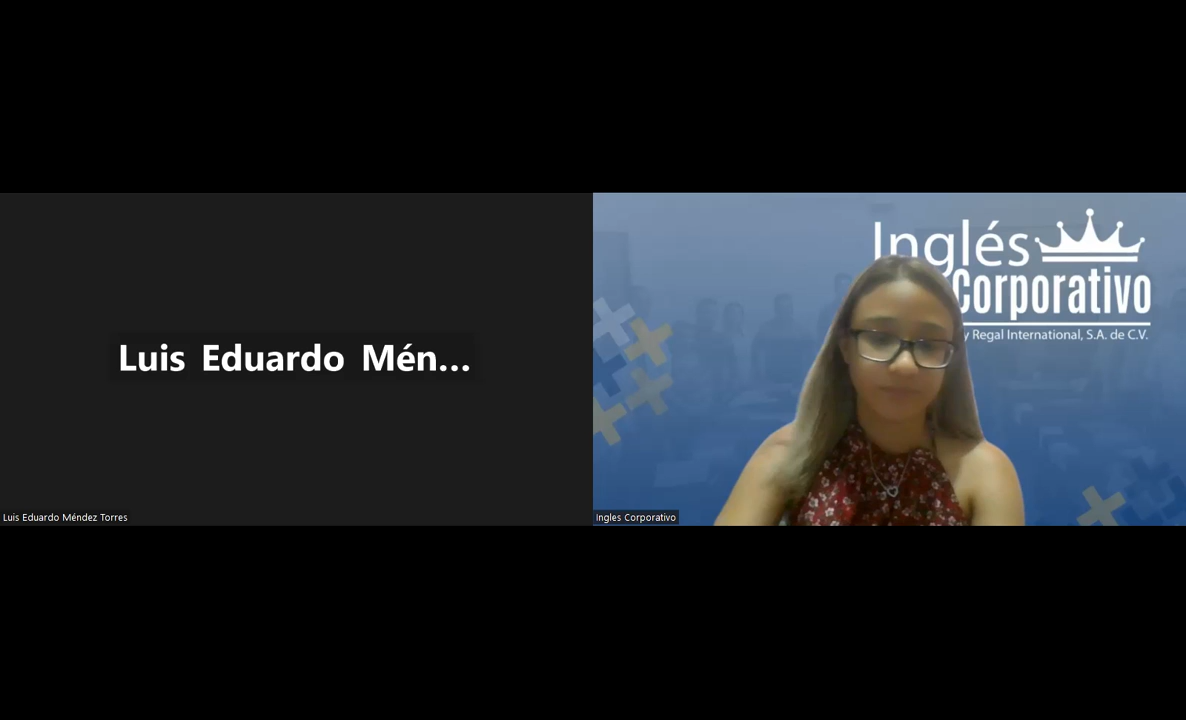 Luis Eduardo Mén...
Luis Eduardo Méndez Torres
Inglés
Corporativo
y Regal International, S.A. de C.V.
Ingles Corporativo